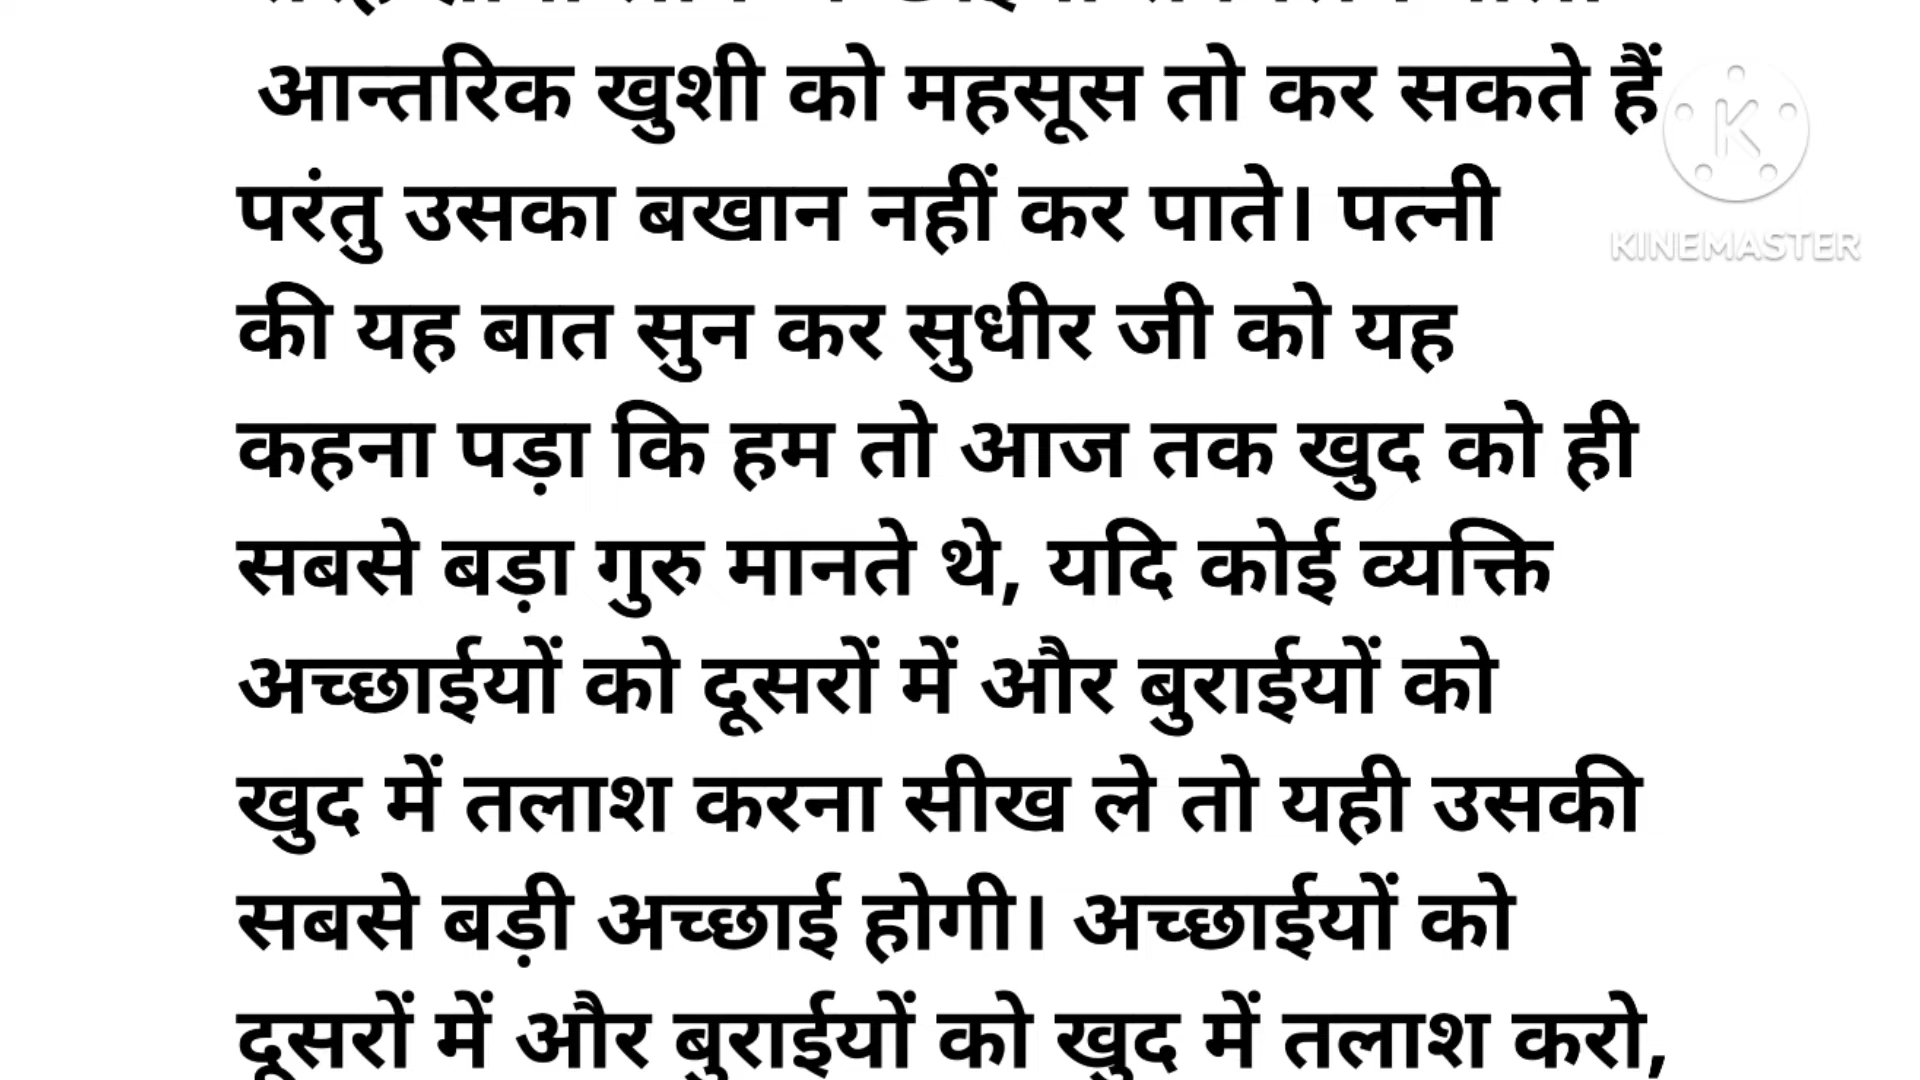 आन्तरिक खुशी को महसूस तो कर सकते हैं
परंतु उसका बखान नहीं कर पाते। पत्नी
की यह बात सुन कर सुधीर जी को यह
कहना पड़ा कि हम तो आज तक खुद को ही
सबसे बड़ा गुरु मानते थे, यदि कोई व्यक्ति
अच्छाईयों को दूसरों में और बुराईयों को
खुद में तलाश करना सीख ले तो यही उसकी
सबसे बड़ी अच्छाई होगी। अच्छाईयों को
दूसरों में और बुराईयों को खुद में तलाश करो,
K
KINEMASTER